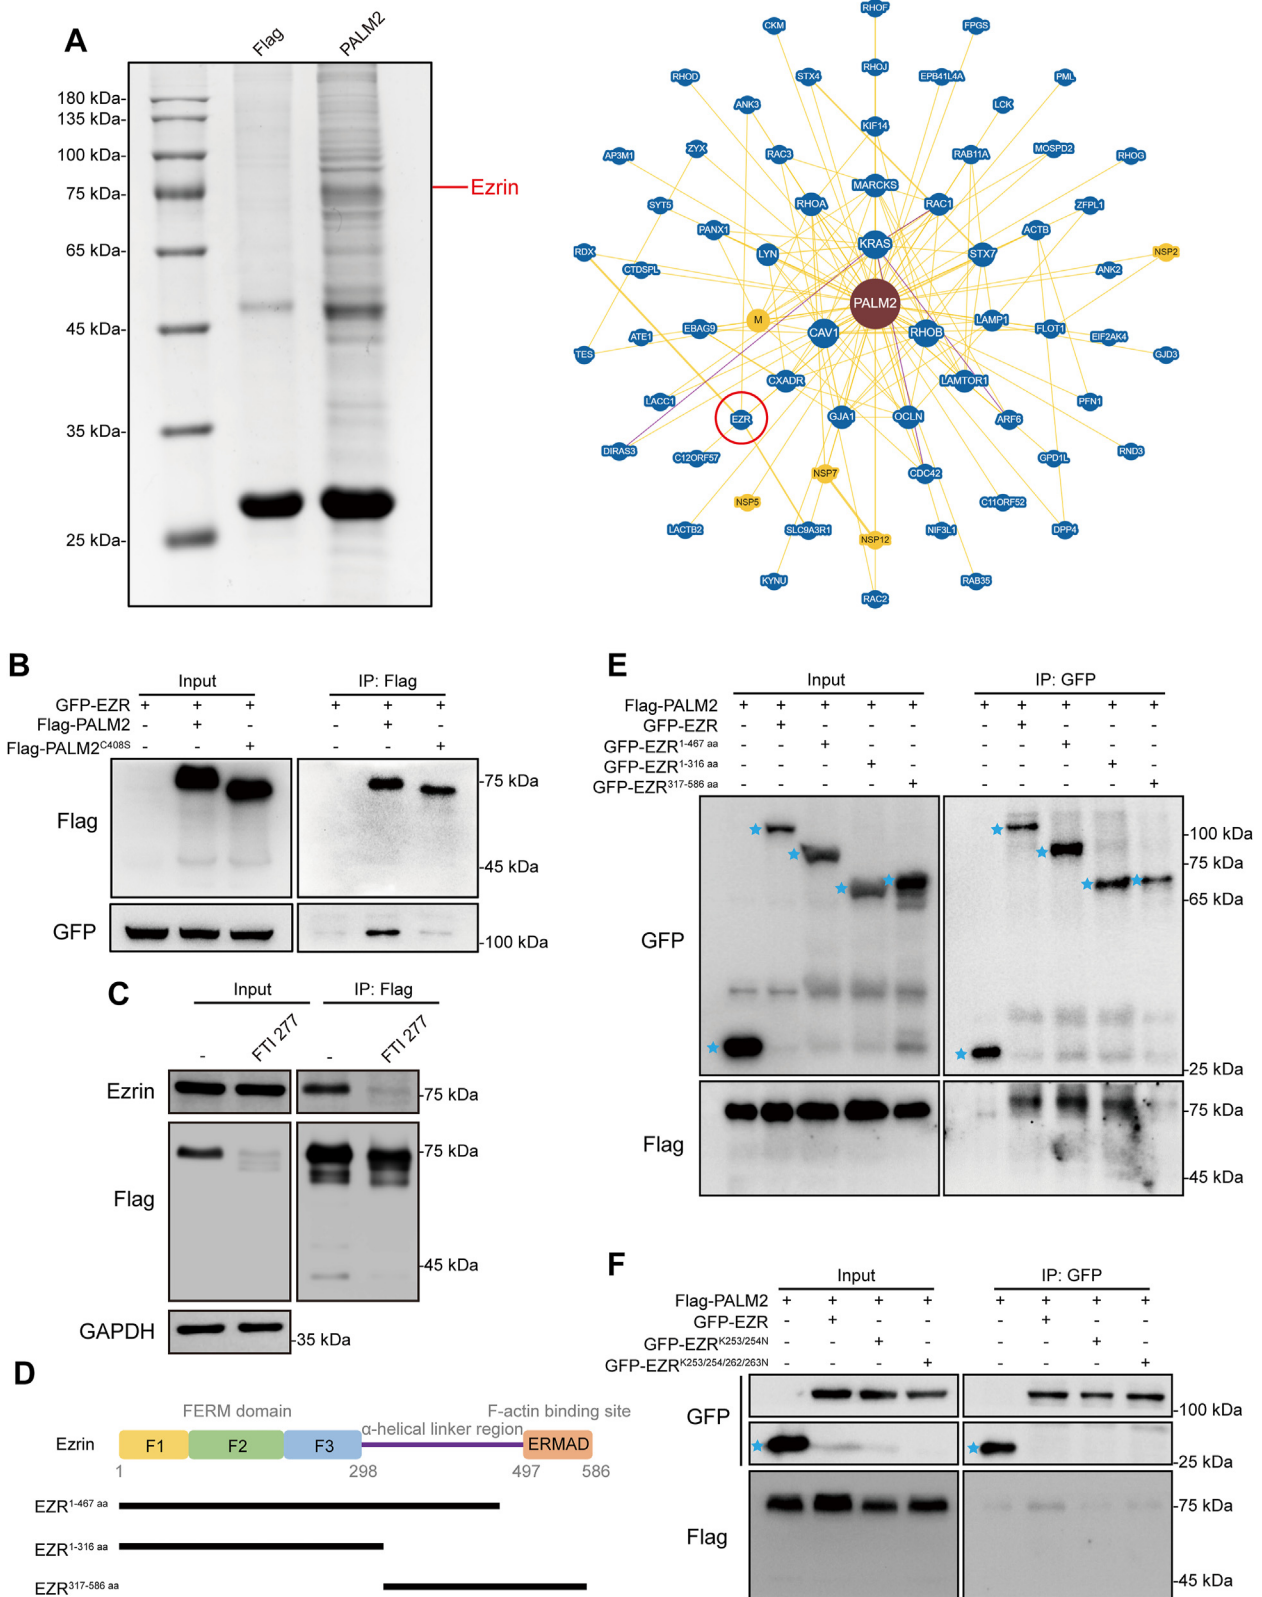 A
Flag
PALM2
180 kDa-
135 kDa-
100 kDa-
75 kDa-
65 kDa-
45 kDa-
35 kDa-
25 kDa-
Ezrin
RHOF
CKM
FPGS
RHOJ
RHOD
STX4
EPB41L4A
PML
ANK3
LCK
KIF14
AP3M1
ZYX
RAC3
RAB11A
MOSPD2
RHOG
MARCKS
SYT5
RHOA
RAC1
ZFPL1
PANX1
ACTB
RDX
LYN
KRAS
STX7
NSP2
CTDSPL
ANK2
PALM2
M
LAMP1
ATE1
EBAG9
CAV1
RHOB
FLOT1
EIF2AK4
TES
GJD3
CXADR
LAMTOR1
LACC1
PFN1
EZR
GJA1
OCLN
ARF6
DIRAS3
C12ORF57
GPD1L
RND3
NSP7
CDC42
NSP5
C11ORF52
LACTB2
SLC9A3R1
NSP12
NIF3L1
DPP4
KYNU
RAB35
RAC2
B
Input
IP: Flag
GFP-EZR + + + + + +
Flag-PALM2 - + - - + -
Flag-PALM2C408S - - + - - +
Flag
-75 kDa
-45 kDa
GFP
-100 kDa
C
Input
IP: Flag
- FTI 277 - FTI 277
Ezrin
-75 kDa
Flag
-75 kDa
-45 kDa
GAPDH
-35 kDa
D
FERM domain
F-actin binding site
α-helical linker region
Ezrin F1 F2 F3 ERMAD
1 298 497 586
EZR1-467 aa
EZR1-316 aa
EZR317-586 aa
E
Input
IP: GFP
Flag-PALM2 + + + + + + + + + +
GFP-EZR - + - - - - + - - -
GFP-EZR1-467 aa - - + - - - - + - -
GFP-EZR1-316 aa - - - + - - - - + -
GFP-EZR317-586 aa - - - - + - - - - +
GFP
-100 kDa
-75 kDa
-65 kDa
-25 kDa
Flag
-75 kDa
-45 kDa
F
Input
IP: GFP
Flag-PALM2 + + + + + + + +
GFP-EZR - + - - - + - -
GFP-EZRK253/254N - - + - - - + -
GFP-EZRK253/254/262/263N - - - + - - - +
GFP
-100 kDa
-25 kDa
Flag
-75 kDa
-45 kDa